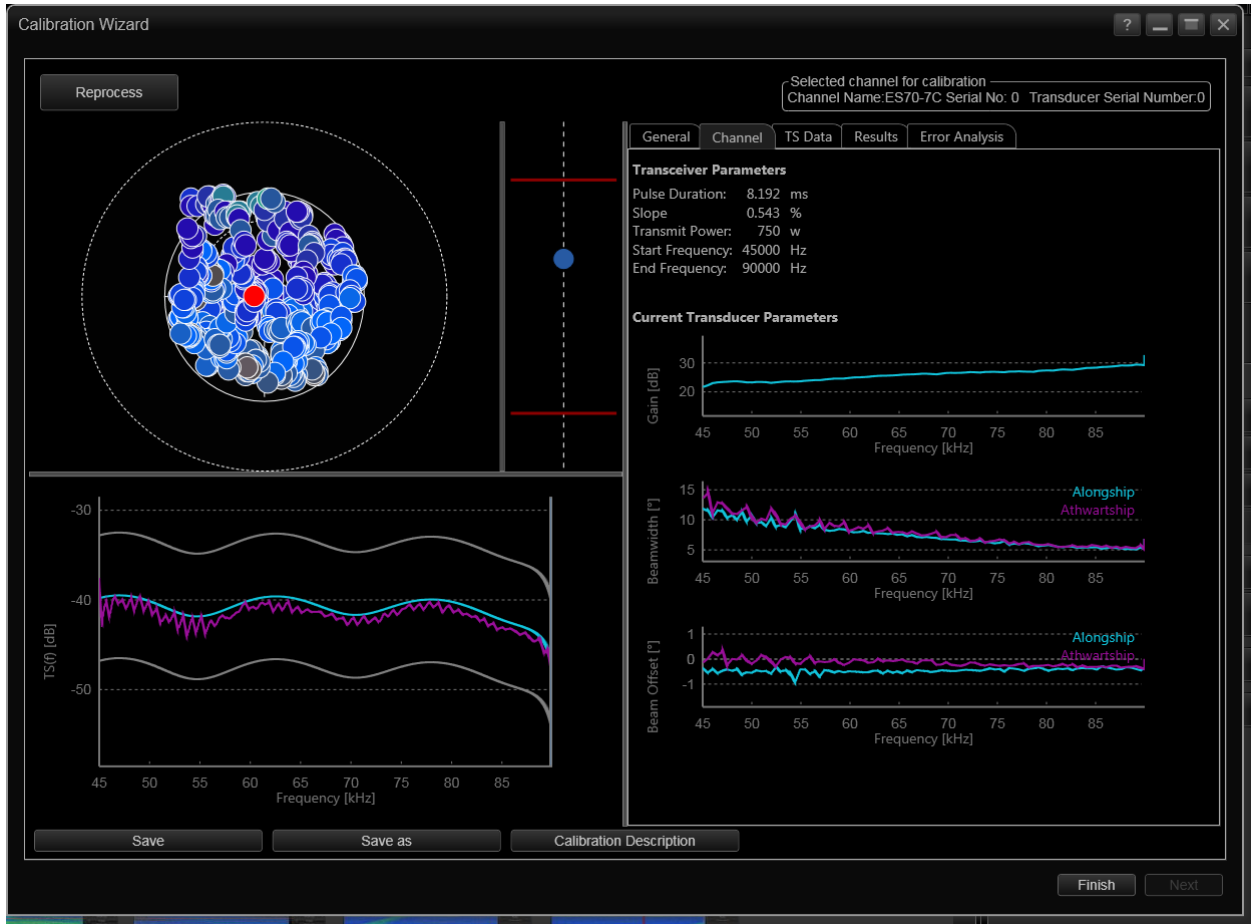 Calibration Wizard
?
Reprocess
Selected channel for calibration
Channel Name:ES70-7C Serial No: 0 Transducer Serial Number:0
General Channel TS Data Results Error Analysis
Transceiver Parameters
Pulse Duration: 8.192 ms
Slope 0.543 %
Transmit Power: 750 w
Start Frequency: 45000 Hz
End Frequency: 90000 Hz
Current Transducer Parameters
30
20
Gain [dB]
45 50 55 60 65 70 75 80 85
Frequency [kHz]
15
10
5
Beamwidth [°]
Alongship
Athwartship
45 50 55 60 65 70 75 80 85
Frequency [kHz]
1
0
-1
Beam Offset [°]
Alongship
Athwartship
45 50 55 60 65 70 75 80 85
Frequency [kHz]
-30
-40
-50
TS(f) [dB]
45 50 55 60 65 70 75 80 85
Frequency [kHz]
Save Save as Calibration Description
Finish Next